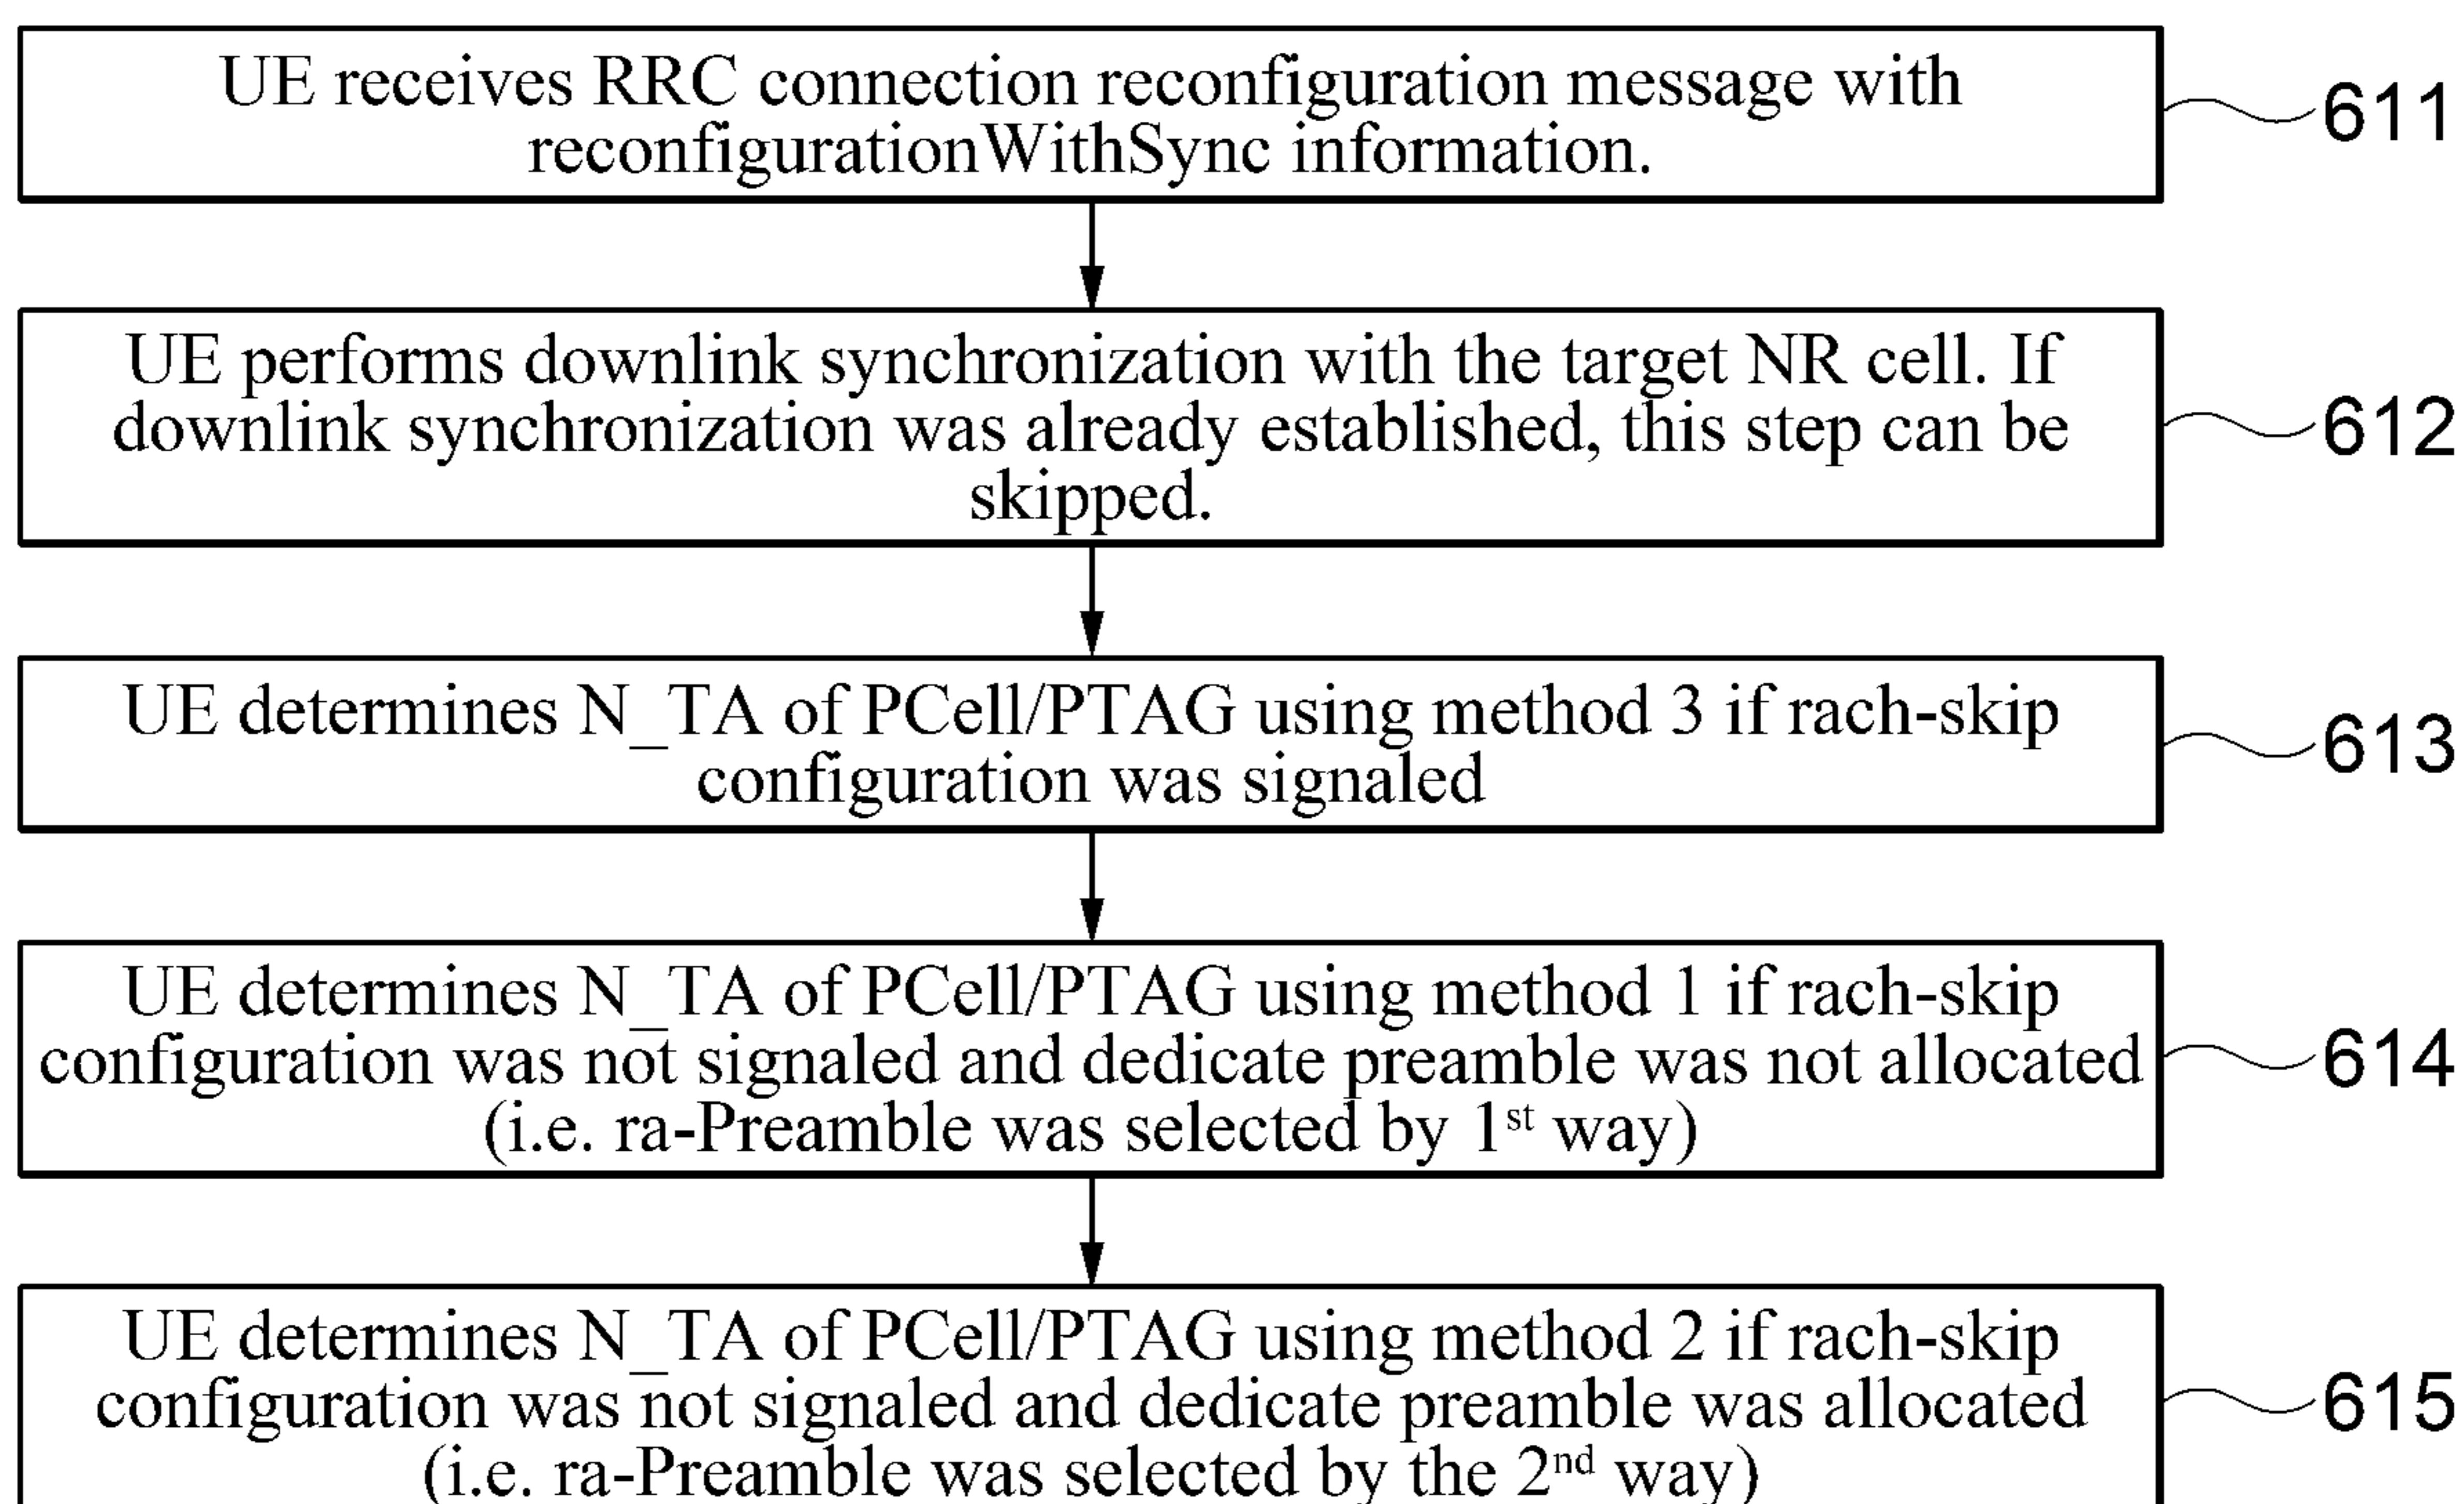 UE receives RRC connection reconfiguration message with
reconfigurationWithSync information.
611
UE performs downlink synchronization with the target NR cell. If
downlink synchronization was already established, this step can be
skipped.
612
UE determines N_TA of PCell/PTAG using method 3 if rach-skip
configuration was signaled
613
UE determines N_TA of PCell/PTAG using method 1 if rach-skip
configuration was not signaled and dedicate preamble was not allocated
(i.e. ra-Preamble was selected by 1st way)
614
UE determines N_TA of PCell/PTAG using method 2 if rach-skip
configuration was not signaled and dedicate preamble was allocated
(i.e. ra-Preamble was selected by the 2nd way)
615